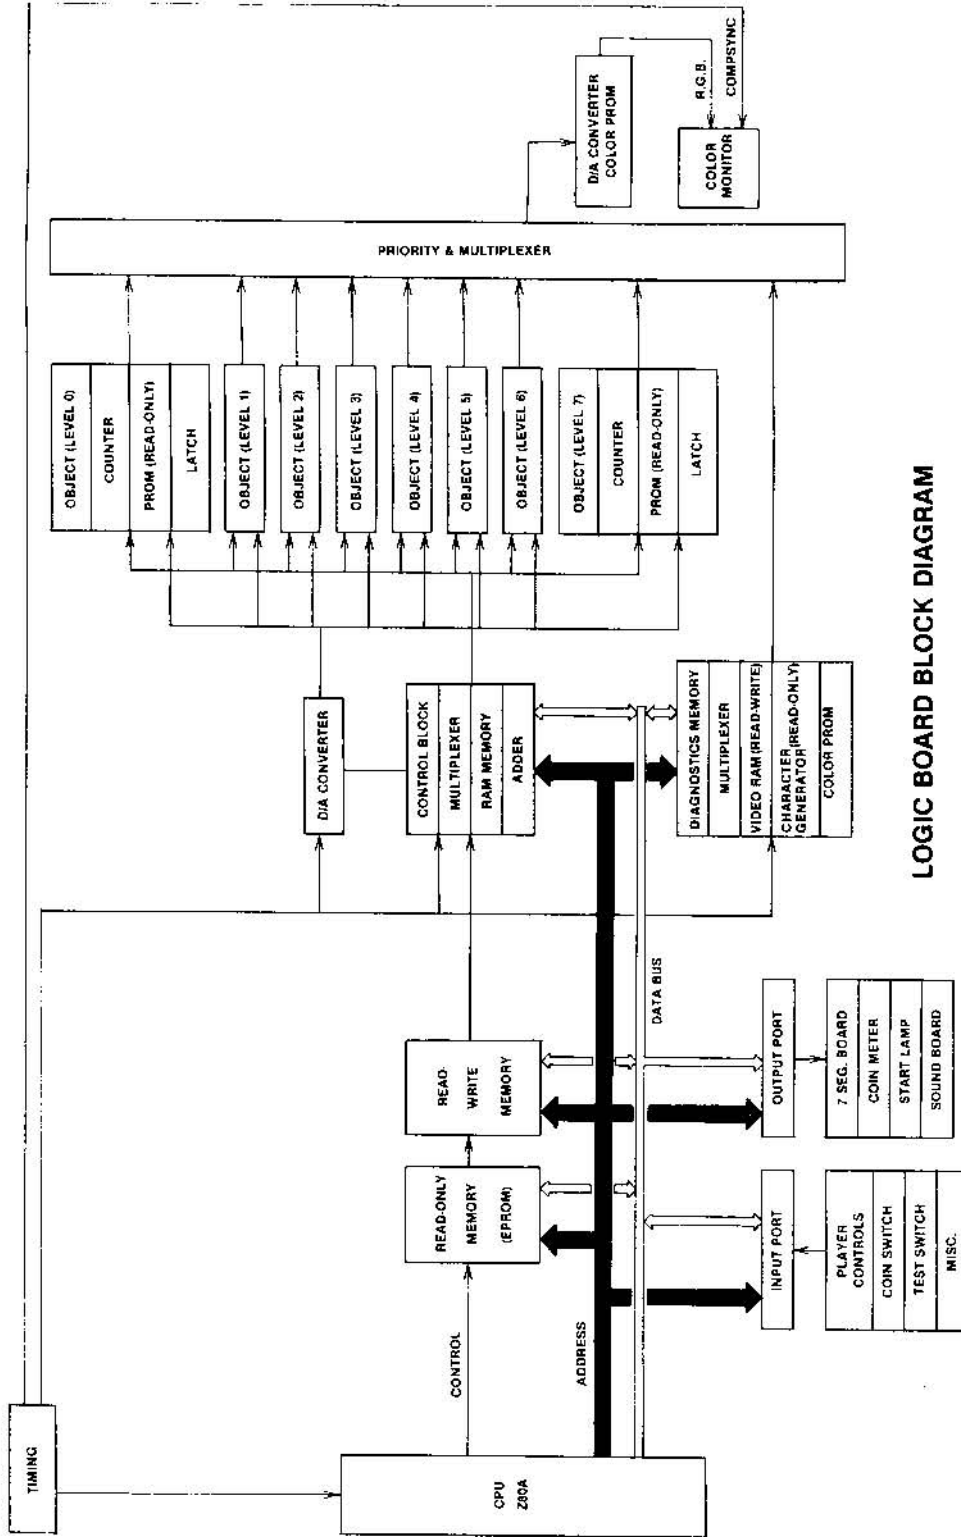 TIMING
CPU
Z80A
CONTROL
ADDRESS
DATA BUS
READ-ONLY
MEMORY
(EPROM)
READ-
WRITE
MEMORY
INPUT PORT
PLAYER
CONTROLS
COIN SWITCH
TEST SWITCH
MISC.
OUTPUT PORT
7 SEG. BOARD
COIN METER
START LAMP
SOUND BOARD
D/A CONVERTER
CONTROL BLOCK
MULTIPLEXER
RAM MEMORY
ADDER
DIAGNOSTICS MEMORY
MULTIPLEXER
VIDEO RAM (READ-WRITE)
CHARACTER
GENERATOR (READ-ONLY)
COLOR PROM
OBJECT (LEVEL 0)
COUNTER
PROM (READ-ONLY)
LATCH
OBJECT (LEVEL 1)
OBJECT (LEVEL 2)
OBJECT (LEVEL 3)
OBJECT (LEVEL 4)
OBJECT (LEVEL 5)
OBJECT (LEVEL 6)
OBJECT (LEVEL 7)
COUNTER
PROM (READ-ONLY)
LATCH
PRIORITY & MULTIPLEXER
D/A CONVERTER
COLOR PROM
R.G.B.
COMPSYNC
COLOR
MONITOR
LOGIC BOARD BLOCK DIAGRAM